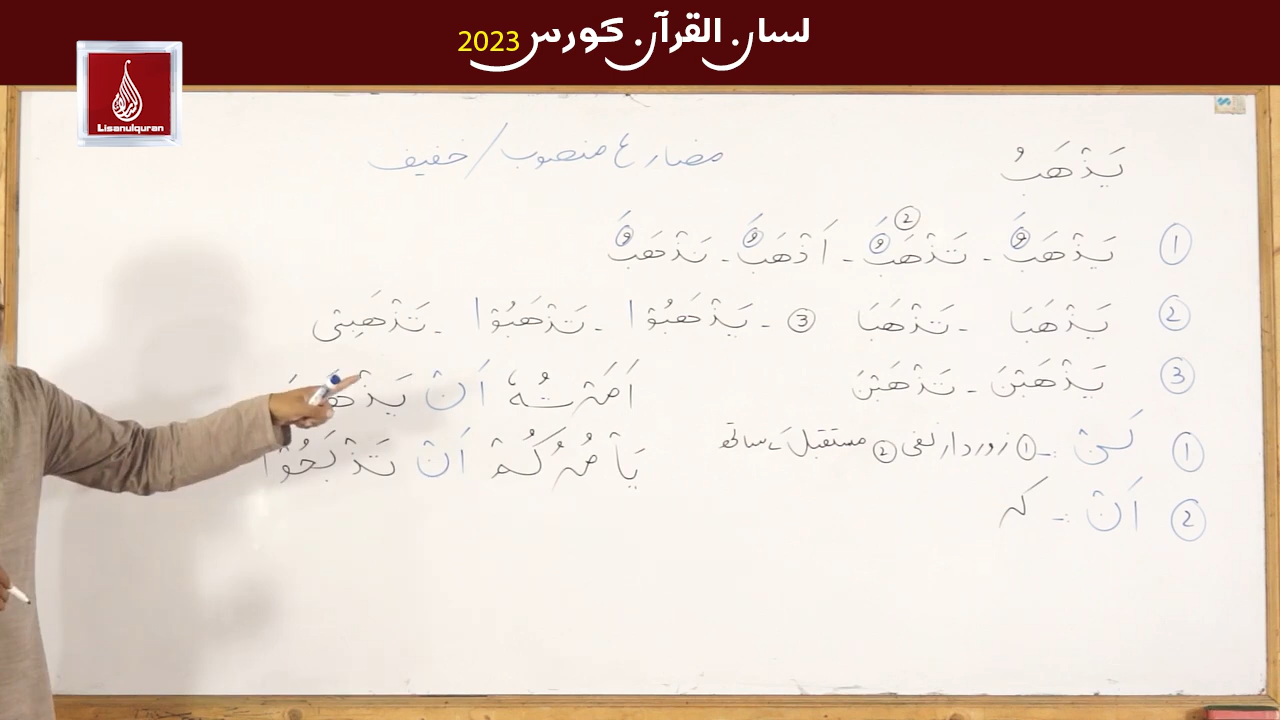 لسان القرآن کورس 2023
Lisanulquran
مضارع منصوب / خفیف
یَذْهَبُ
① یَذْهَبَ ـ تَذْهَبَ ② ـ اَذْهَبَ ـ نَذْهَبَ
② یَذْهَبَا ـ تَذْهَبَا ③ ـ یَذْهَبُوْا ـ تَذْهَبُوْا ـ تَذْهَبِیْ
③ یَذْهَبْنَ ـ تَذْهَبْنَ
اَمَرْتُهٗ اَنْ
① لَنْ ـ ① زوردار نفی ② مستقبل کے ساتھ
یَاْمُرُكُمْ اَنْ تَذْبَحُوْا
② اَنْ ـ کہ